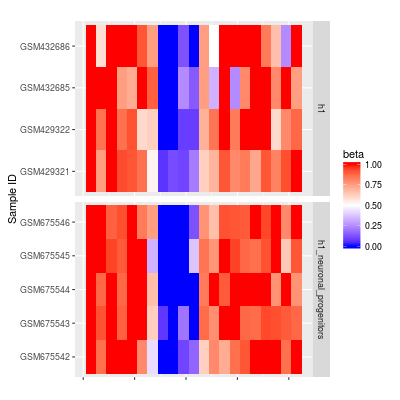 GSM432686
GSM432685
GSM429322
GSM429321
h1
GSM675546
GSM675545
GSM675544
GSM675543
GSM675542
h1_neuronal_progenitors
Sample ID
beta
1.00
0.75
0.50
0.25
0.00